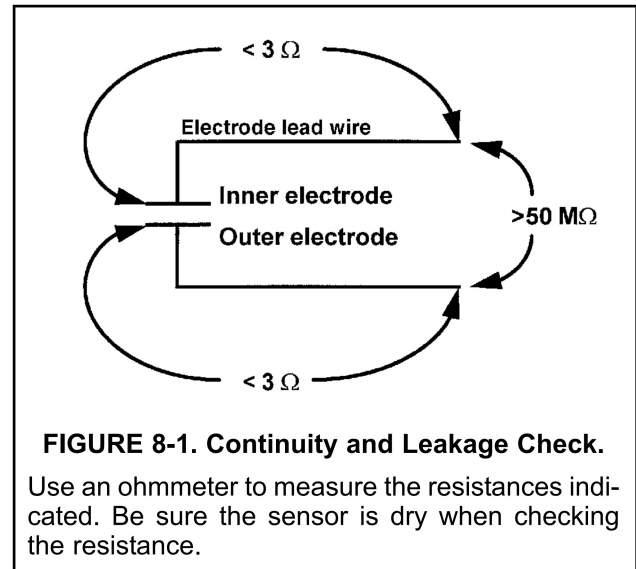 < 3 Ω
Electrode lead wire
Inner electrode
>50 MΩ
Outer electrode
< 3 Ω
FIGURE 8-1. Continuity and Leakage Check.
Use an ohmmeter to measure the resistances indi-
cated. Be sure the sensor is dry when checking
the resistance.